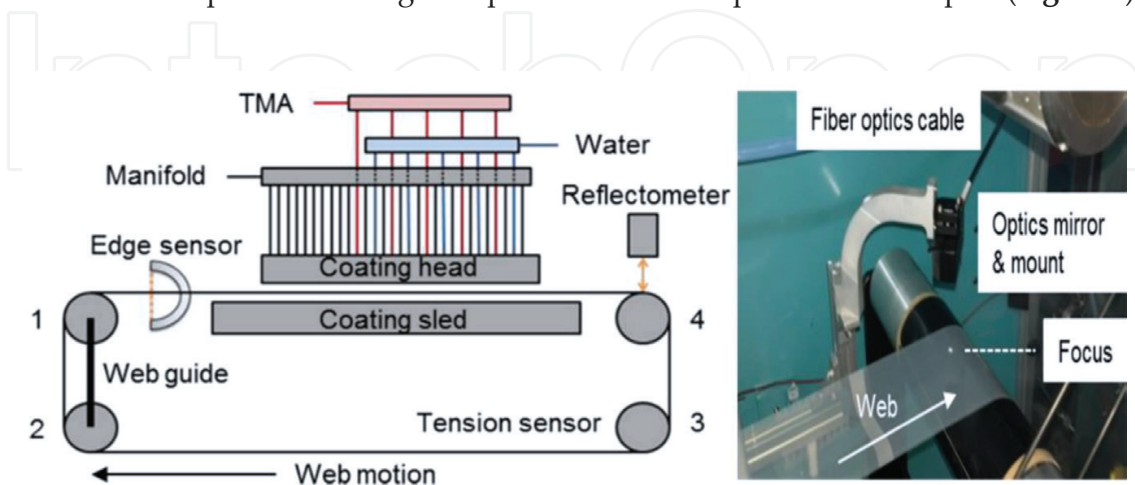 TMA
Water
Manifold
Reflectometer
Edge sensor
Coating head
1
Coating sled
4
Web guide
2
Tension sensor
3
Web motion
Fiber optics cable
Optics mirror
& mount
Focus
Web